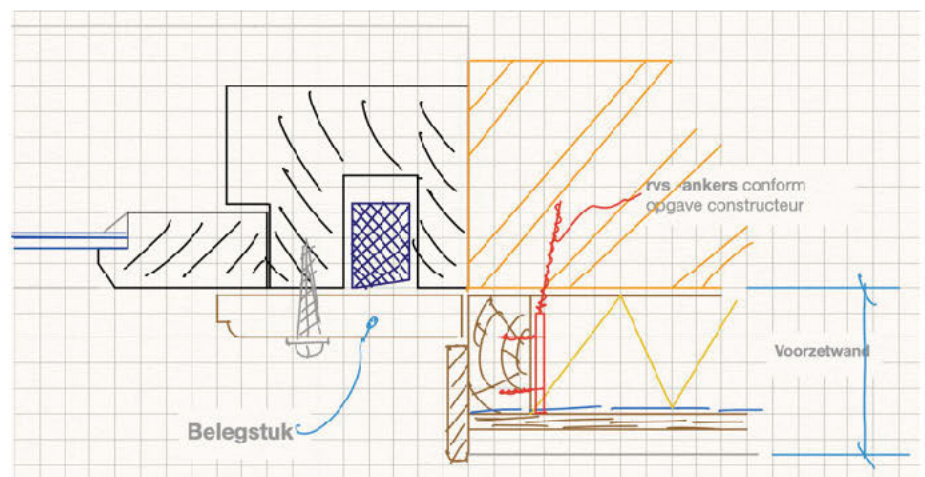 rvs -ankers conform
opgave constructeur
Voorzetwand
Belegstuk